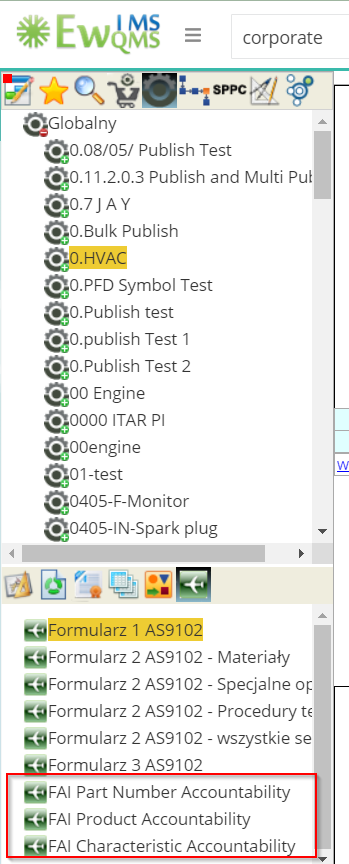 EwQMS IMS
corporate
SPPC
Globalny
0.08/05/ Publish Test
0.11.2.0.3 Publish and Multi Pub
0.7 J A Y
0.Bulk Publish
0.HVAC
0.PFD Symbol Test
0.Publish test
0.publish Test 1
0.Publish Test 2
00 Engine
0000 ITAR PI
00engine
01-test
0405-F-Monitor
0405-IN-Spark plug
W
Formularz 1 AS9102
Formularz 2 AS9102 - Materiały
Formularz 2 AS9102 - Specjalne op
Formularz 2 AS9102 - Procedury te
Formularz 2 AS9102 - wszystkie se
Formularz 3 AS9102
FAI Part Number Accountability
FAI Product Accountability
FAI Characteristic Accountability